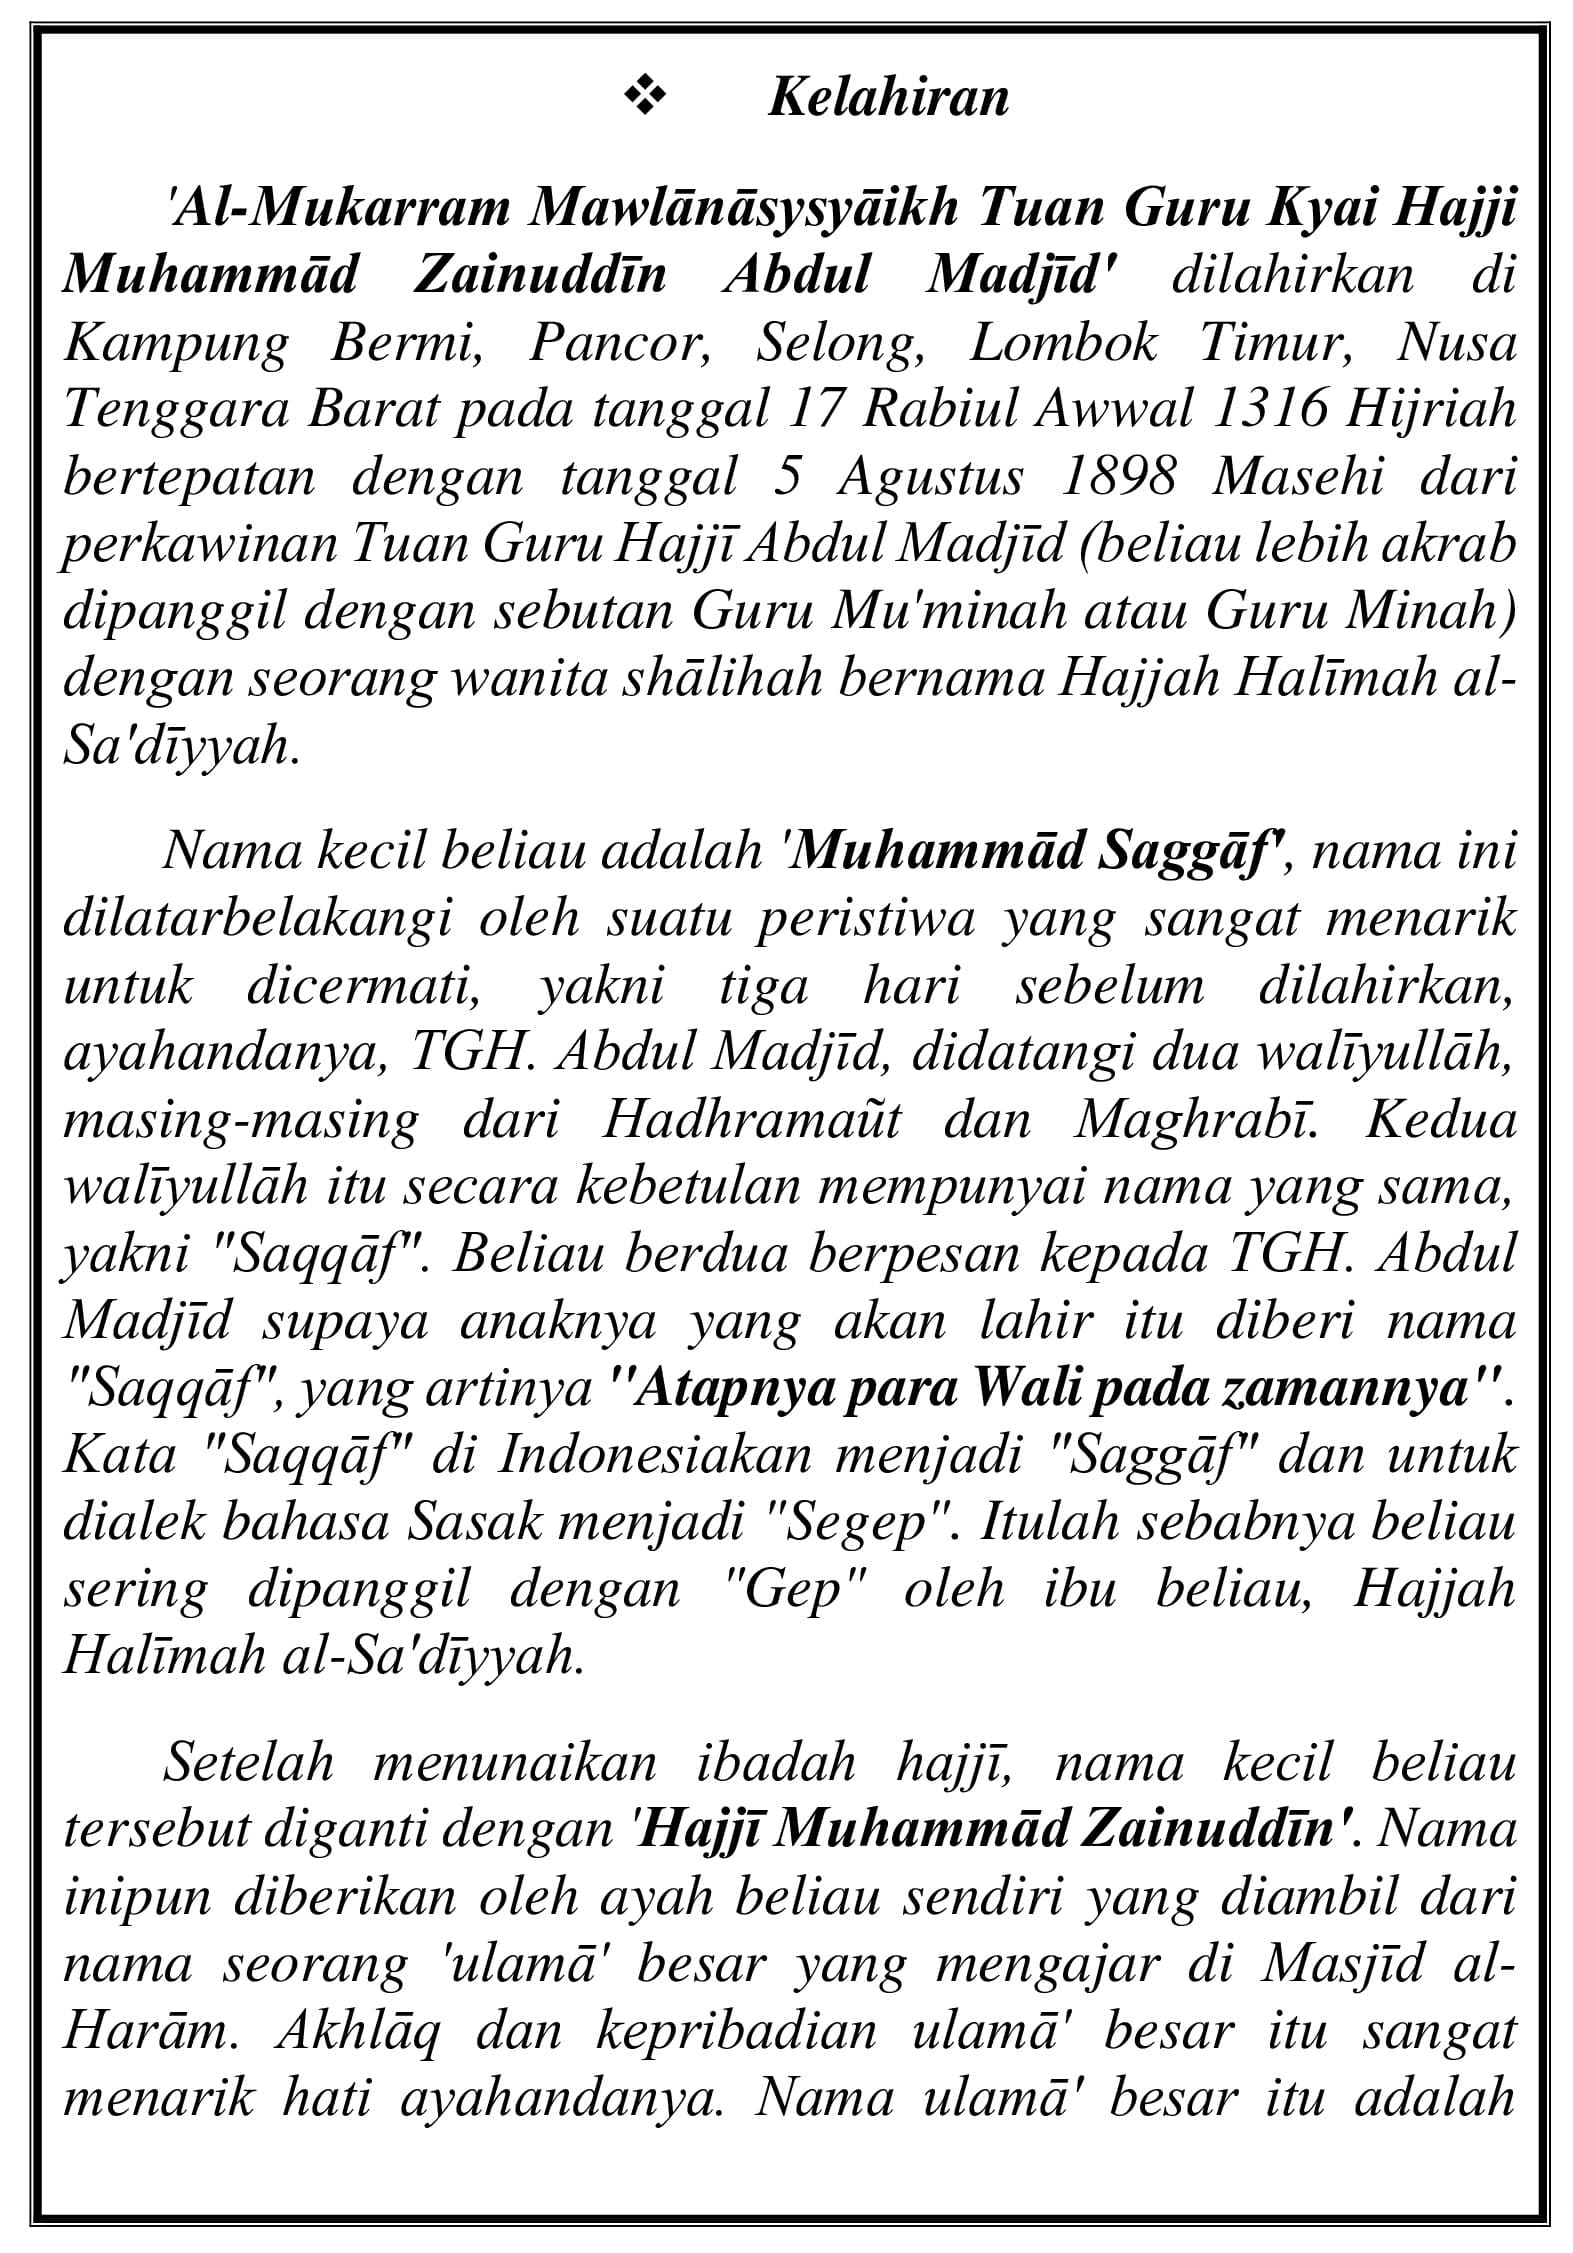 ❖ Kelahiran
'Al-Mukarram Mawlānāsysyāikh Tuan Guru Kyai Hajji
Muhammād Zainuddīn Abdul Madjīd' dilahirkan di
Kampung Bermi, Pancor, Selong, Lombok Timur, Nusa
Tenggara Barat pada tanggal 17 Rabiul Awwal 1316 Hijriah
bertepatan dengan tanggal 5 Agustus 1898 Masehi dari
perkawinan Tuan Guru Hajjī Abdul Madjīd (beliau lebih akrab
dipanggil dengan sebutan Guru Mu'minah atau Guru Minah)
dengan seorang wanita shālihah bernama Hajjah Halīmah al-
Sa'dīyyah.
Nama kecil beliau adalah 'Muhammād Saggāf', nama ini
dilatarbelakangi oleh suatu peristiwa yang sangat menarik
untuk dicermati, yakni tiga hari sebelum dilahirkan,
ayahandanya, TGH. Abdul Madjīd, didatangi dua walīyullāh,
masing-masing dari Hadhramaũt dan Maghrabī. Kedua
walīyullāh itu secara kebetulan mempunyai nama yang sama,
yakni "Saqqāf". Beliau berdua berpesan kepada TGH. Abdul
Madjīd supaya anaknya yang akan lahir itu diberi nama
"Saqqāf", yang artinya "Atapnya para Wali pada zamannya".
Kata "Saqqāf" di Indonesiakan menjadi "Saggāf" dan untuk
dialek bahasa Sasak menjadi "Segep". Itulah sebabnya beliau
sering dipanggil dengan "Gep" oleh ibu beliau, Hajjah
Halīmah al-Sa'dīyyah.
Setelah menunaikan ibadah hajjī, nama kecil beliau
tersebut diganti dengan 'Hajjī Muhammād Zainuddīn'. Nama
inipun diberikan oleh ayah beliau sendiri yang diambil dari
nama seorang 'ulamā' besar yang mengajar di Masjīd al-
Harām. Akhlāq dan kepribadian ulamā' besar itu sangat
menarik hati ayahandanya. Nama ulamā' besar itu adalah